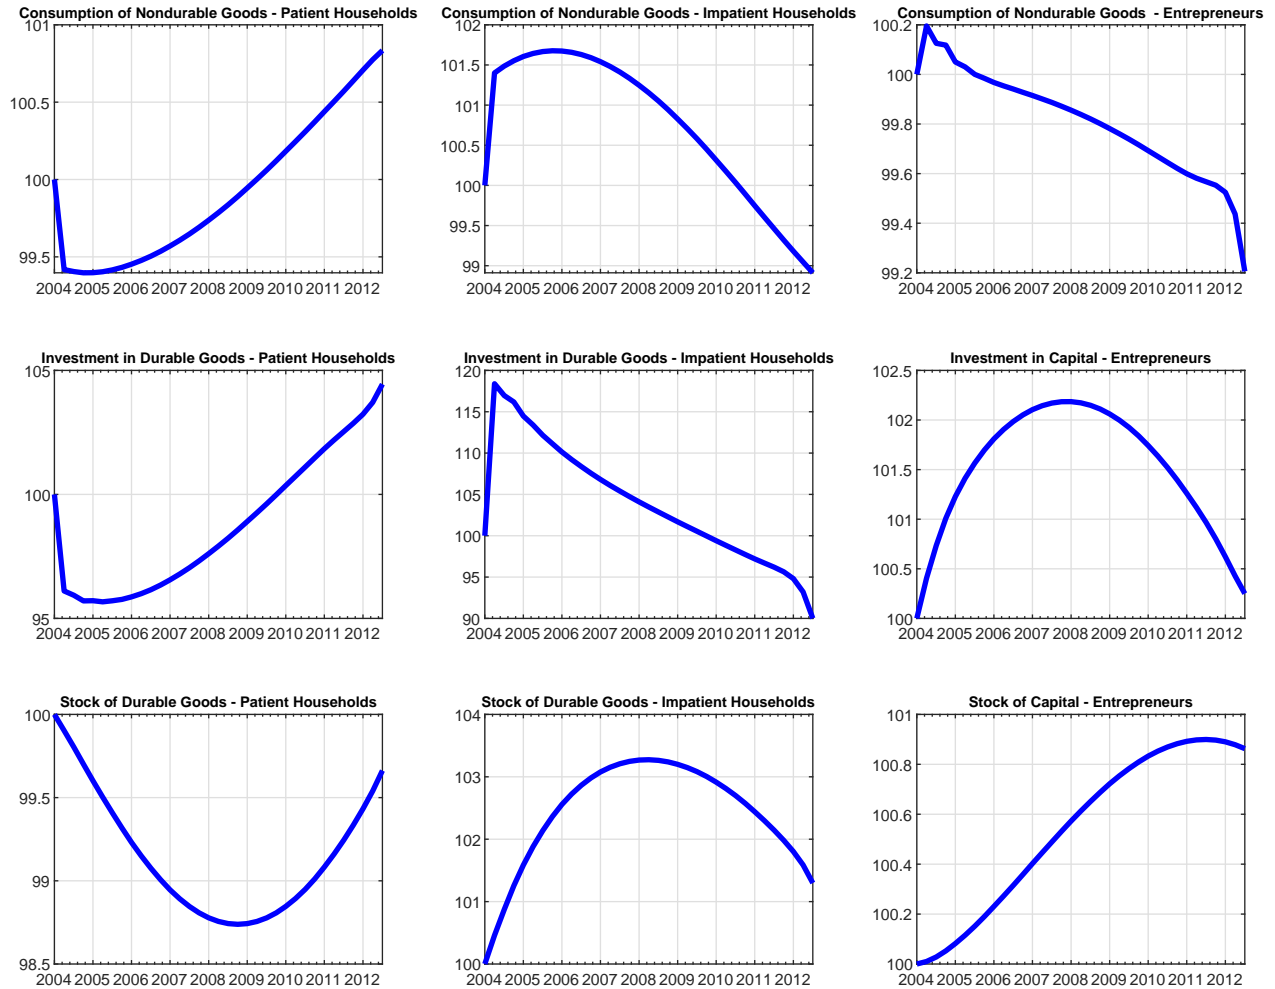 Consumption of Nondurable Goods - Patient Households
101
100.5
100
99.5
2004 2005 2006 2007 2008 2009 2010 2011 2012
Consumption of Nondurable Goods - Impatient Households
102
101.5
101
100.5
100
99.5
99
2004 2005 2006 2007 2008 2009 2010 2011 2012
Consumption of Nondurable Goods - Entrepreneurs
100.2
100
99.8
99.6
99.4
99.2
2004 2005 2006 2007 2008 2009 2010 2011 2012
Investment in Durable Goods - Patient Households
105
100
95
2004 2005 2006 2007 2008 2009 2010 2011 2012
Investment in Durable Goods - Impatient Households
120
115
110
105
100
95
90
2004 2005 2006 2007 2008 2009 2010 2011 2012
Investment in Capital - Entrepreneurs
102.5
102
101.5
101
100.5
100
2004 2005 2006 2007 2008 2009 2010 2011 2012
Stock of Durable Goods - Patient Households
100
99.5
99
98.5
2004 2005 2006 2007 2008 2009 2010 2011 2012
Stock of Durable Goods - Impatient Households
104
103
102
101
100
2004 2005 2006 2007 2008 2009 2010 2011 2012
Stock of Capital - Entrepreneurs
101
100.8
100.6
100.4
100.2
100
2004 2005 2006 2007 2008 2009 2010 2011 2012